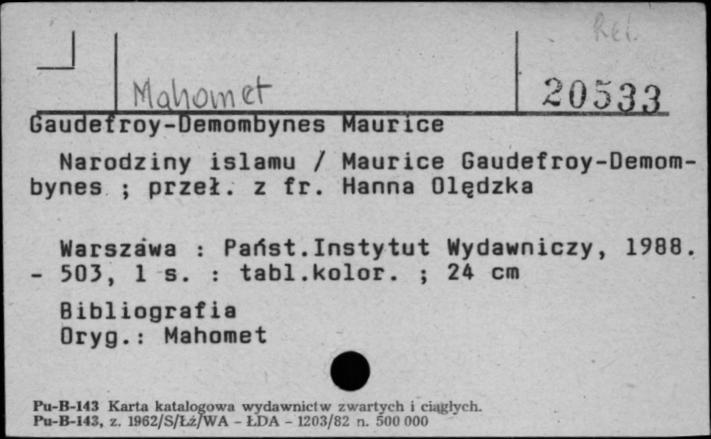 Rel.
Mahomet
20533
Gaudefroy-Demombynes Maurice
Narodziny islamu / Maurice Gaudefroy-Demom-
bynes ; przeł. z fr. Hanna Olędzka
Warszawa : Państ.Instytut Wydawniczy, 1988.
- 503, 1 s. : tabl.kolor. ; 24 cm
Bibliografia
Oryg.: Mahomet
Pu-B-143 Karta katalogowa wydawnictw zwartych i ciągłych.
Pu-B-143, z. 1962/S/Łź/WA - ŁDA - 1203/82 n. 500 000